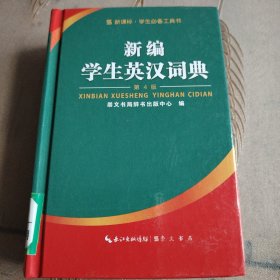 新课标·学生必备工具书
新编
学生英汉词典
第4版
XINBIAN XUESHENG YINGHAN CIDIAN
崇文书局辞书出版中心 编
长江出版传媒 崇文书局